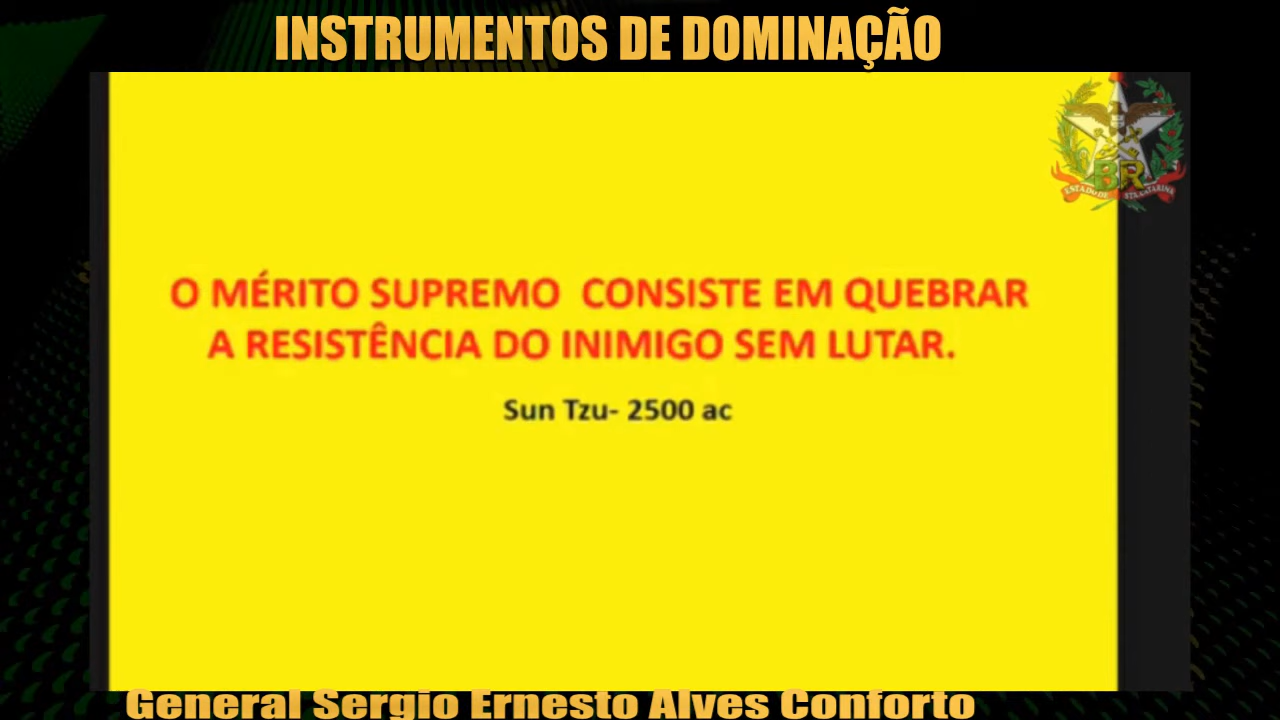 INSTRUMENTOS DE DOMINAÇÃO
BR
O MÉRITO SUPREMO CONSISTE EM QUEBRAR
A RESISTÊNCIA DO INIMIGO SEM LUTAR.
Sun Tzu- 2500 ac
General Sergio Ernesto Alves Conforto